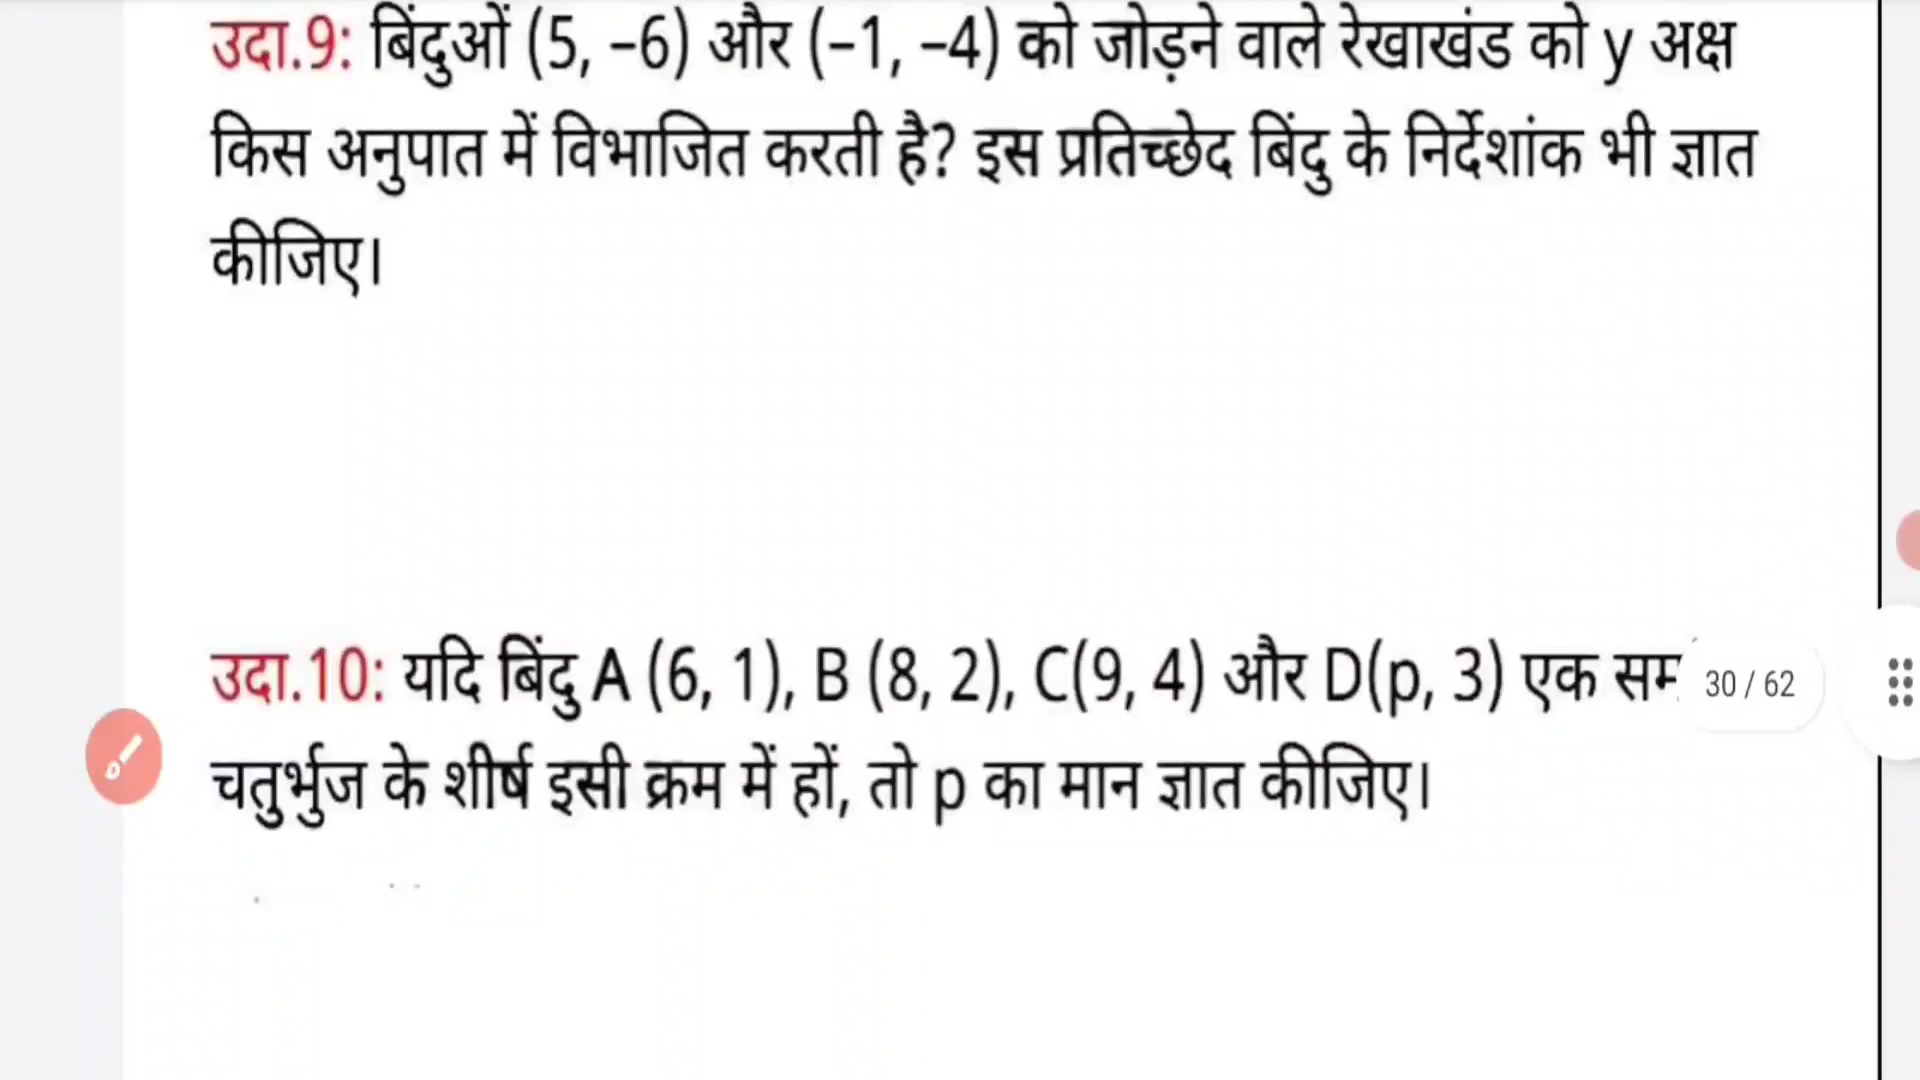 उदा.9: बिंदुओं (5, –6) और (–1, –4) को जोड़ने वाले रेखाखंड को y अक्ष
किस अनुपात में विभाजित करती है? इस प्रतिच्छेद बिंदु के निर्देशांक भी ज्ञात
कीजिए।
उदा.10: यदि बिंदु A (6, 1), B (8, 2), C(9, 4) और D(p, 3) एक
30 / 62
चतुर्भुज के शीर्ष इसी क्रम में हों, तो p का मान ज्ञात कीजिए।